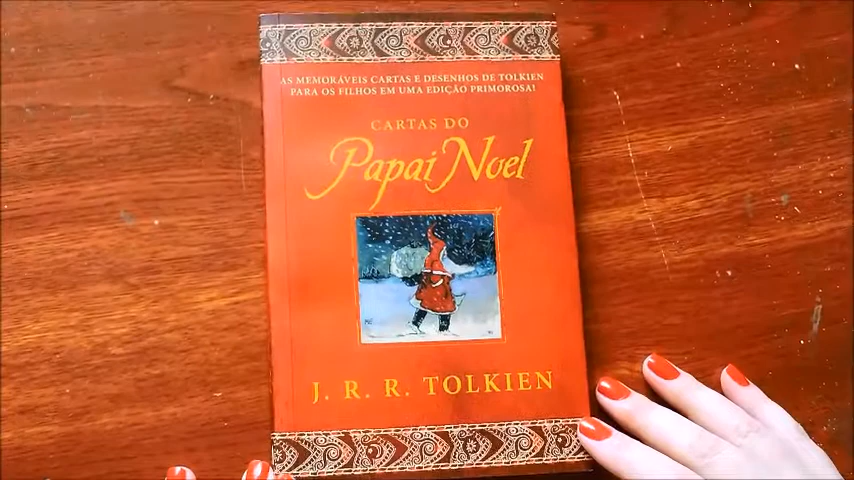 AS MEMORÁVEIS CARTAS E DESENHOS DE TOLKIEN
PARA OS FILHOS EM UMA EDIÇÃO PRIMOROSA!
CARTAS DO
Papai Noel
J. R. R. TOLKIEN